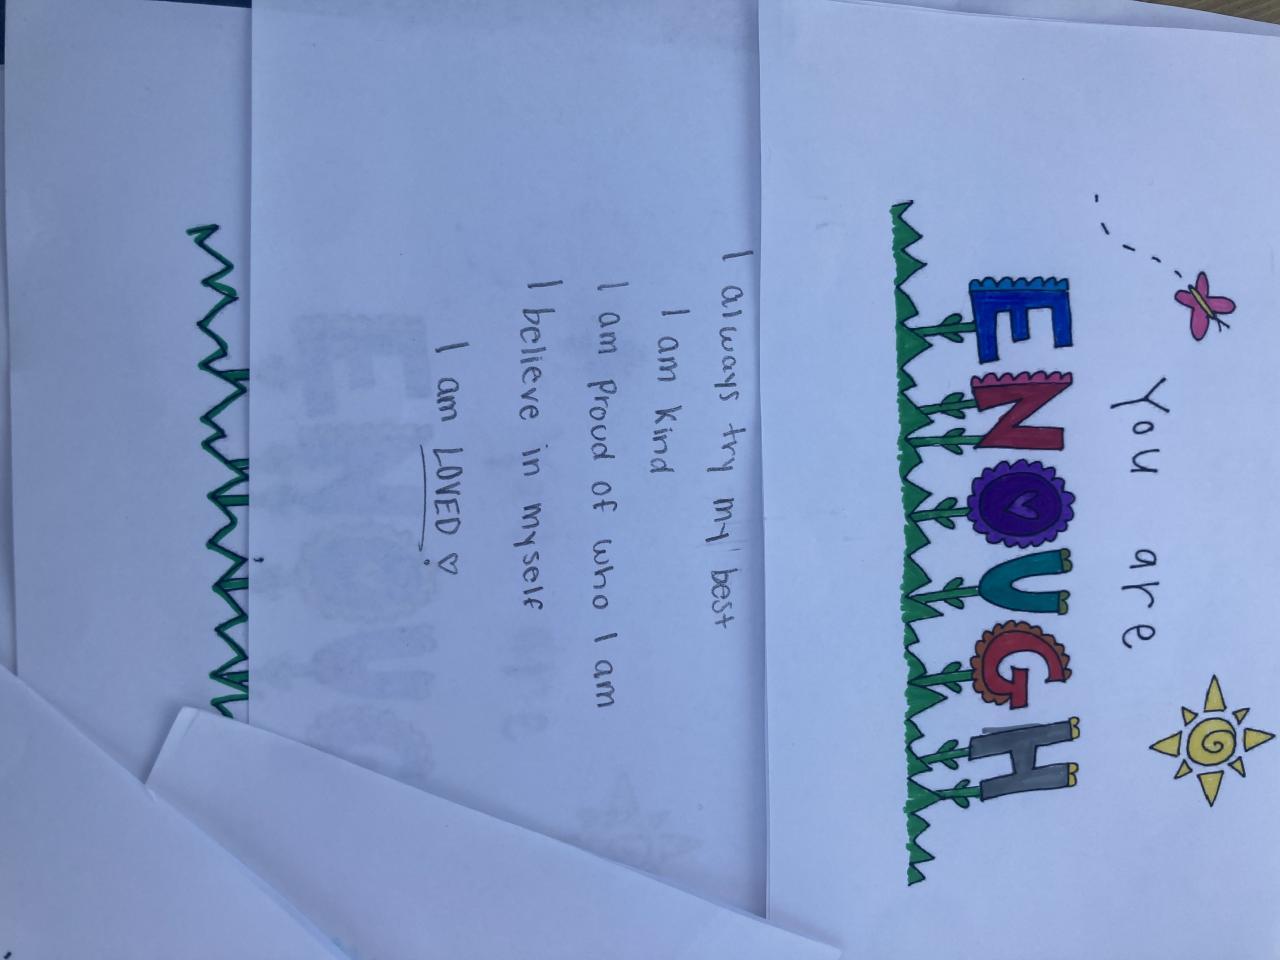 You are
ENOUGH
I always try my best
I am kind
I am proud of who I am
I believe in myself
I am LOVED ♡